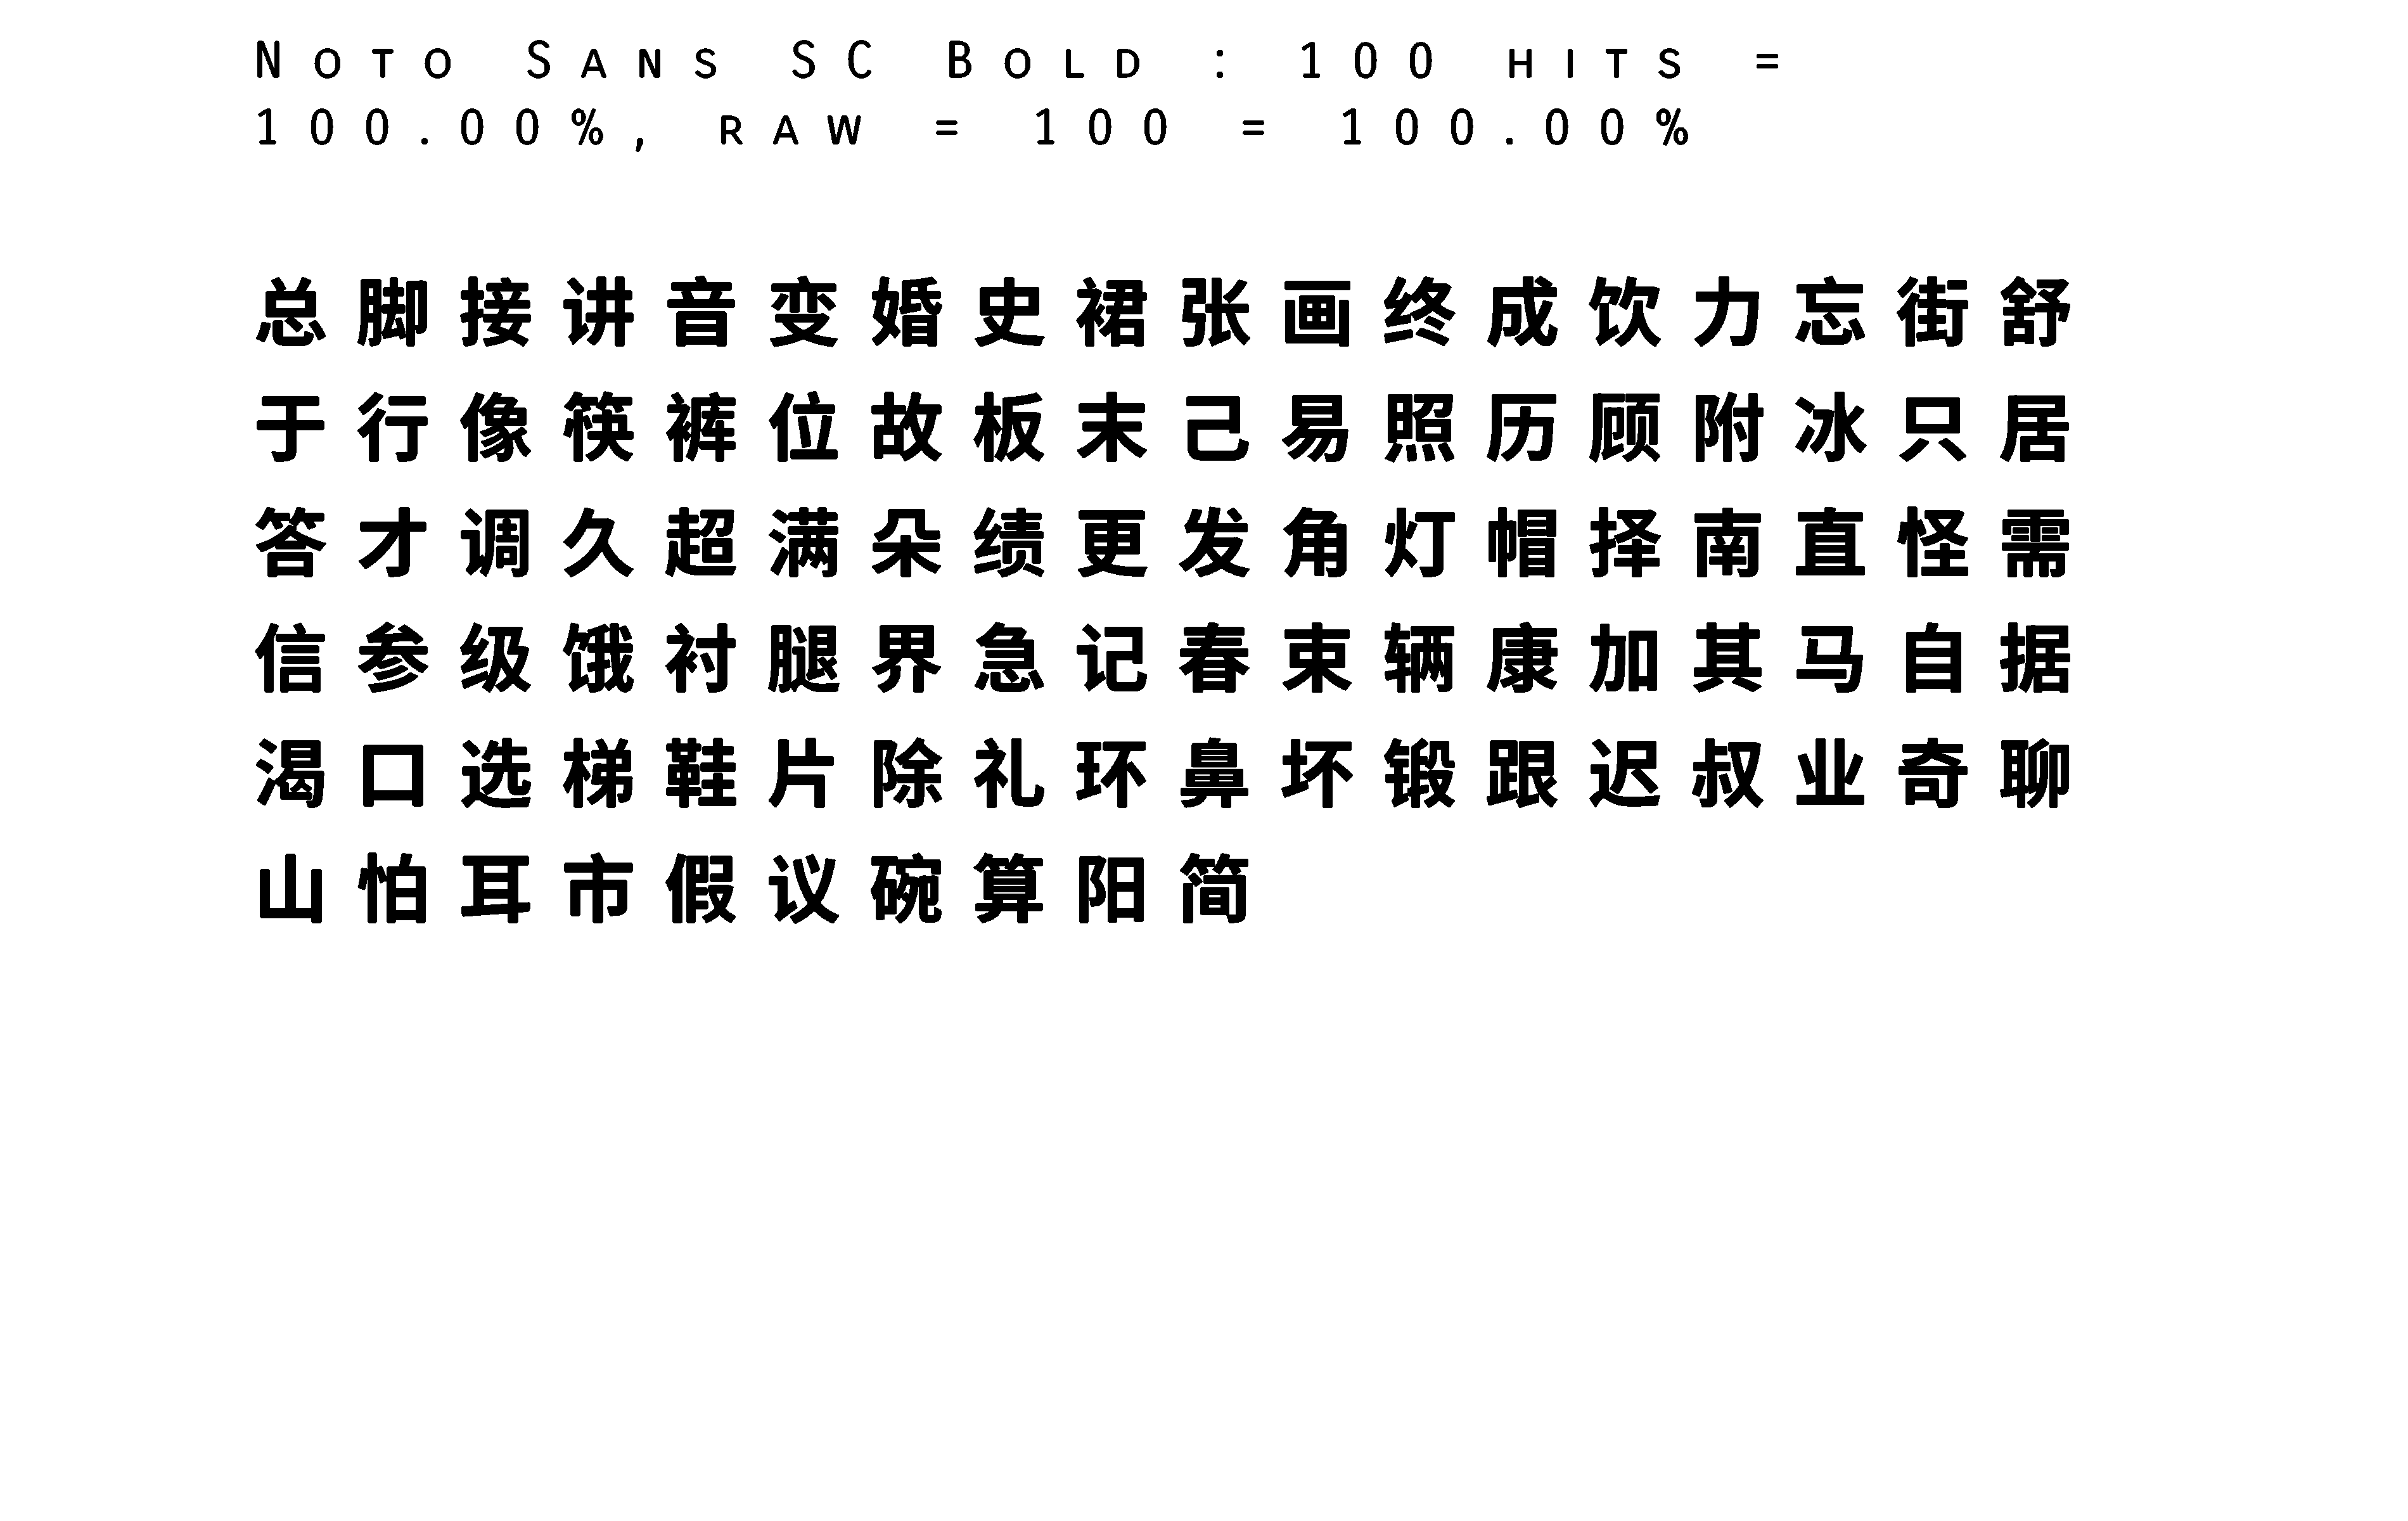 Noto Sans SC Bold : 100 hits =
100.00%, raw = 100 = 100.00%
总脚接讲音变婚史裙张画终成饮力忘街舒
于行像筷裤位故板末己易照历顾附冰只居
答才调久超满朵绩更发角灯帽择南直怪需
信参级饿衬腿界急记春束辆康加其马自据
渴口选梯鞋片除礼环鼻坏锻跟迟叔业奇聊
山怕耳市假议碗算阳简